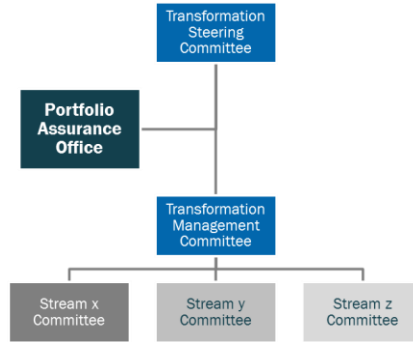 Transformation
Steering
Committee
Portfolio
Assurance
Office
Transformation
Management
Committee
Stream x
Committee
Stream y
Committee
Stream z
Committee